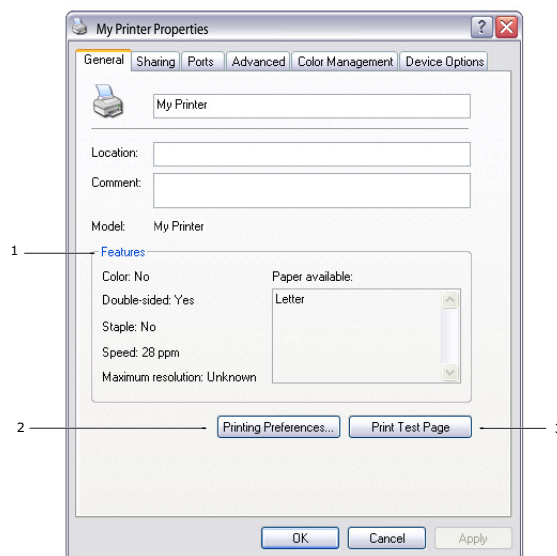 My Printer Properties
General Sharing Ports Advanced Color Management Device Options
My Printer
Location:
Comment:
Model: My Printer
1
Features
Color: No
Paper available:
Double-sided: Yes
Letter
Staple: No
Speed: 28 ppm
Maximum resolution: Unknown
2
Printing Preferences...
Print Test Page
OK
Cancel
Apply